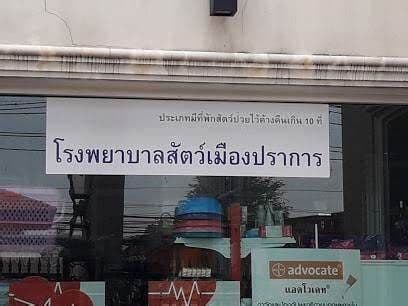 ประเภทมีที่พักสัตว์ป่วยไว้ค้างคืนเกิน 10 ที่
โรงพยาบาลสัตว์เมืองปราการ
advocate
แอดโวเคท